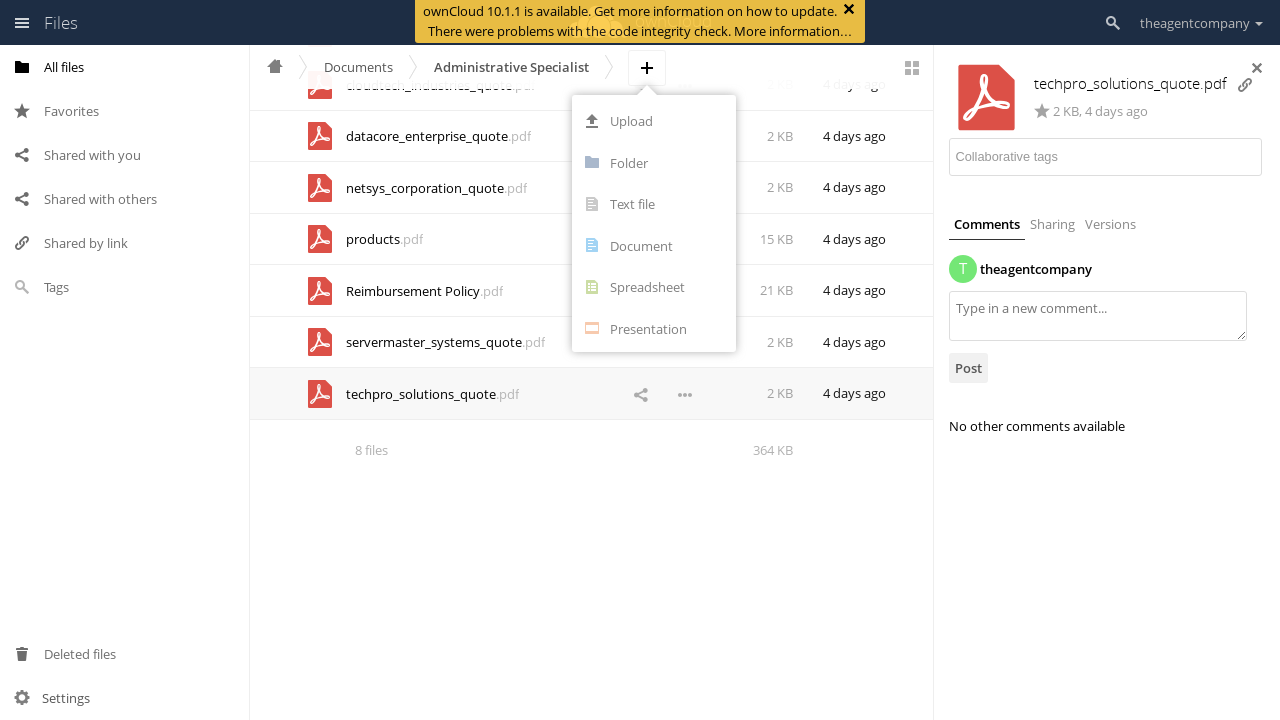 Files
ownCloud 10.1.1 is available. Get more information on how to update.
There were problems with the code integrity check. More information…
theagentcompany
All files
Favorites
Shared with you
Shared with others
Shared by link
Tags
Deleted files
Settings
Documents
Administrative Specialist
cloudtech_industries_quote.pdf 2 KB 4 days ago
datacore_enterprise_quote.pdf 2 KB 4 days ago
netsys_corporation_quote.pdf 2 KB 4 days ago
products.pdf 15 KB 4 days ago
Reimbursement Policy.pdf 21 KB 4 days ago
servermaster_systems_quote.pdf 2 KB 4 days ago
techpro_solutions_quote.pdf 2 KB 4 days ago
8 files 364 KB
Upload
Folder
Text file
Document
Spreadsheet
Presentation
techpro_solutions_quote.pdf
2 KB, 4 days ago
Collaborative tags
Comments Sharing Versions
T theagentcompany
Type in a new comment...
Post
No other comments available